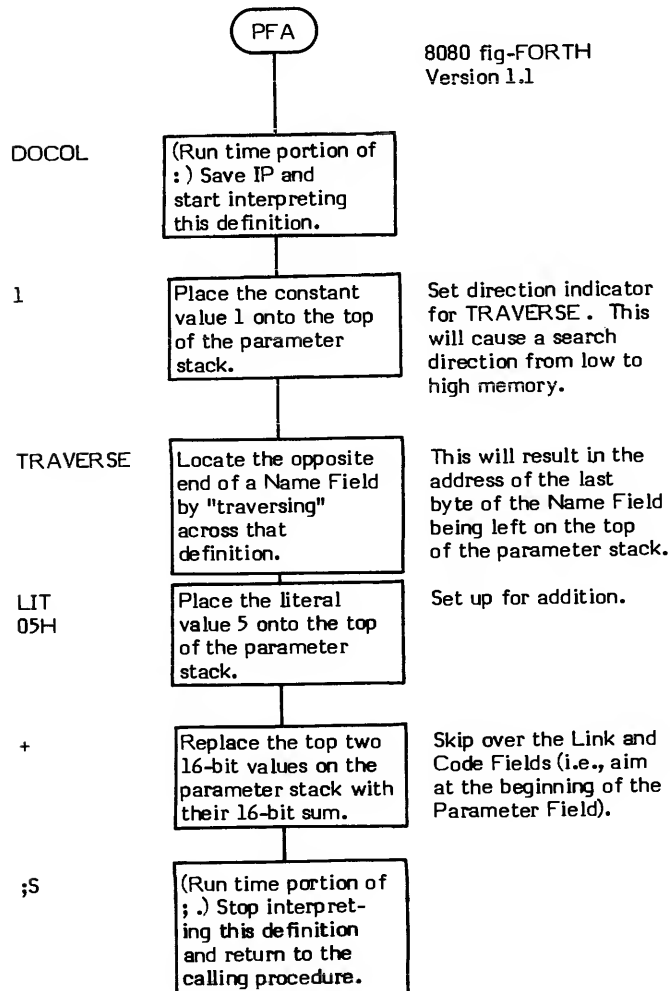 PFA
8080 fig-FORTH
Version 1.1
DOCOL
(Run time portion of
: ) Save IP and
start interpreting
this definition.
1
Place the constant
value 1 onto the top
of the parameter
stack.
Set direction indicator
for TRAVERSE. This
will cause a search
direction from low to
high memory.
TRAVERSE
Locate the opposite
end of a Name Field
by "traversing"
across that
definition.
This will result in the
address of the last
byte of the Name Field
being left on the top
of the parameter stack.
LIT
05H
Place the literal
value 5 onto the top
of the parameter
stack.
Set up for addition.
+
Replace the top two
16-bit values on the
parameter stack with
their 16-bit sum.
Skip over the Link and
Code Fields (i.e., aim
at the beginning of the
Parameter Field).
;S
(Run time portion of
; .) Stop interpret-
ing this definition
and return to the
calling procedure.